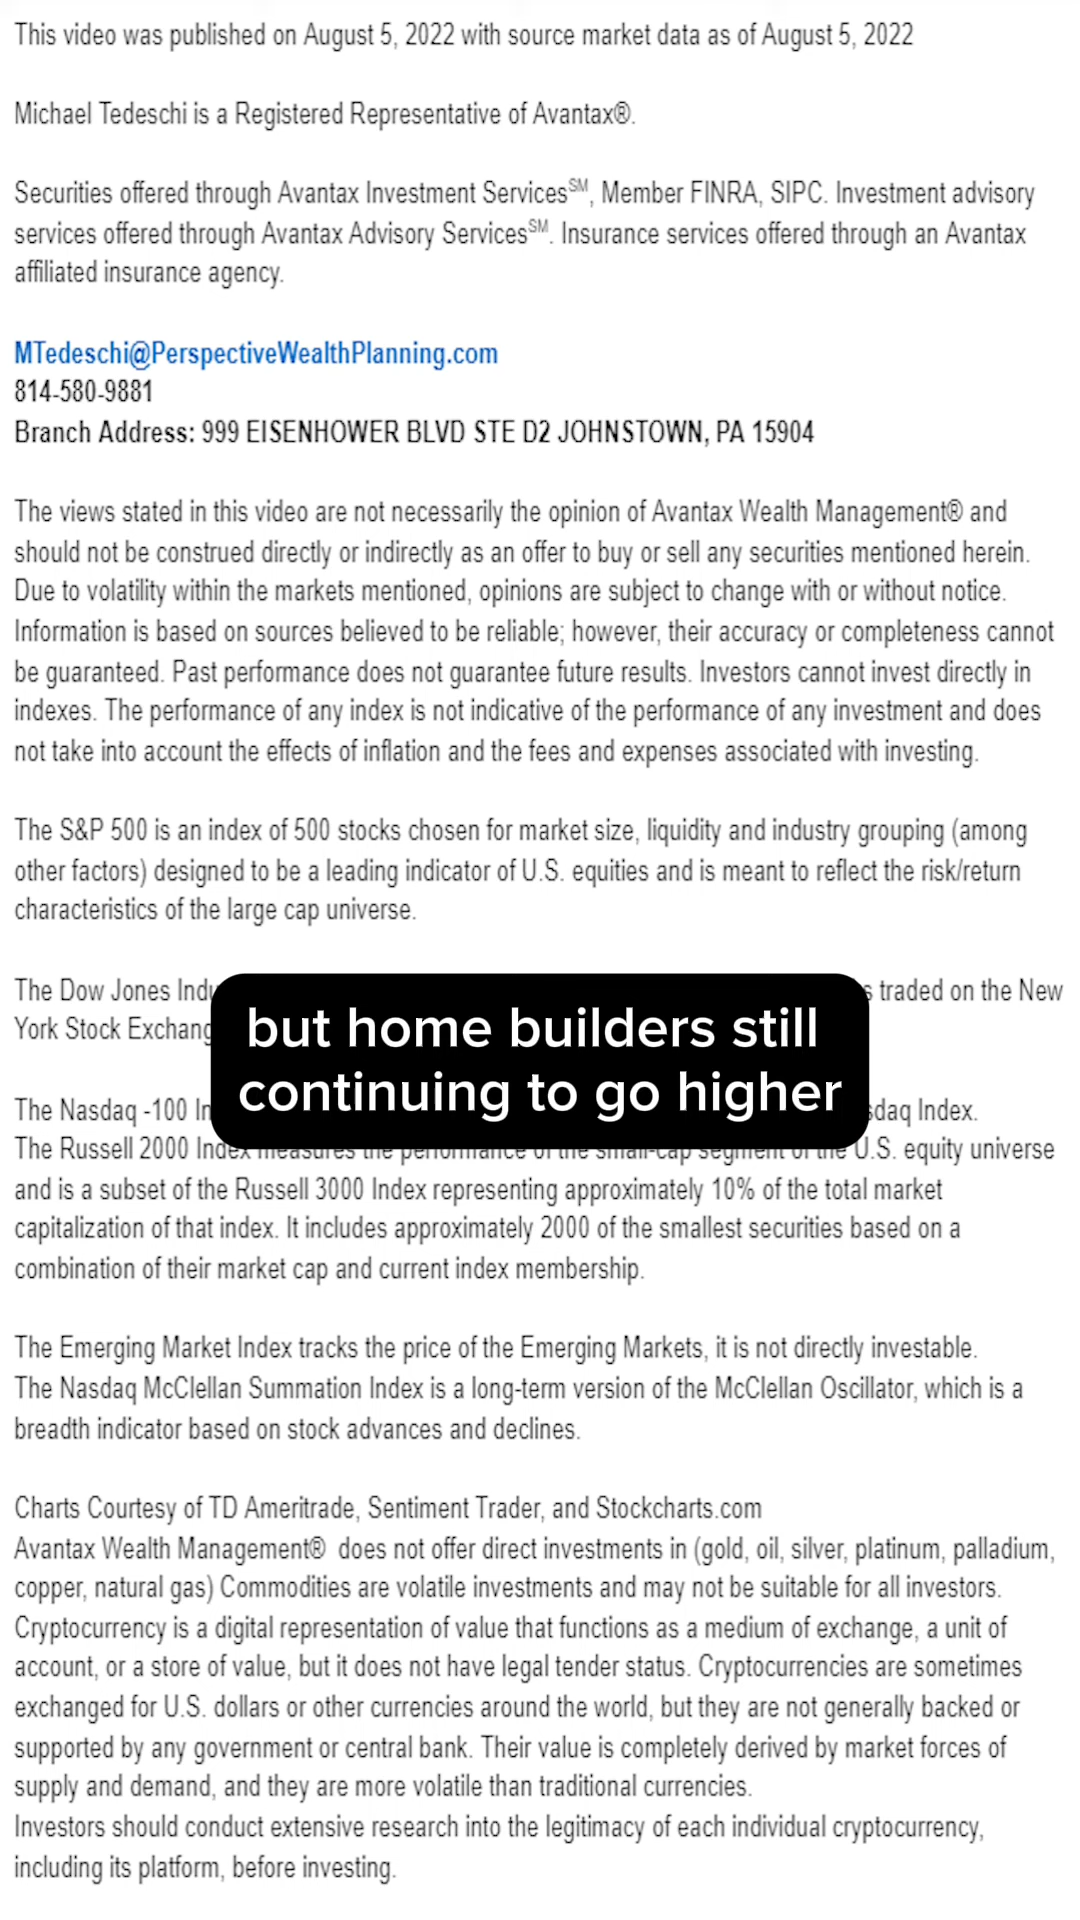 This video was published on August 5, 2022 with source market data as of August 5, 2022
Michael Tedeschi is a Registered Representative of Avantax®.
Securities offered through Avantax Investment Services℠, Member FINRA, SIPC. Investment advisory
services offered through Avantax Advisory Services℠. Insurance services offered through an Avantax
affiliated insurance agency.
MTedeschi@PerspectiveWealthPlanning.com
814-580-9881
Branch Address: 999 EISENHOWER BLVD STE D2 JOHNSTOWN, PA 15904
The views stated in this video are not necessarily the opinion of Avantax Wealth Management® and
should not be construed directly or indirectly as an offer to buy or sell any securities mentioned herein.
Due to volatility within the markets mentioned, opinions are subject to change with or without notice.
Information is based on sources believed to be reliable; however, their accuracy or completeness cannot
be guaranteed. Past performance does not guarantee future results. Investors cannot invest directly in
indexes. The performance of any index is not indicative of the performance of any investment and does
not take into account the effects of inflation and the fees and expenses associated with investing.
The S&P 500 is an index of 500 stocks chosen for market size, liquidity and industry grouping (among
other factors) designed to be a leading indicator of U.S. equities and is meant to reflect the risk/return
characteristics of the large cap universe.
The Dow Jones traded on the New
York Stock
but home builders still
continuing to go higher
The Nasdaq -100 Index.
The Russell 2000 Index measures the performance of the small-cap segment of the U.S. equity universe
and is a subset of the Russell 3000 Index representing approximately 10% of the total market
capitalization of that index. It includes approximately 2000 of the smallest securities based on a
combination of their market cap and current index membership.
The Emerging Market Index tracks the price of the Emerging Markets, it is not directly investable.
The Nasdaq McClellan Summation Index is a long-term version of the McClellan Oscillator, which is a
breadth indicator based on stock advances and declines.
Charts Courtesy of TD Ameritrade, Sentiment Trader, and Stockcharts.com
Avantax Wealth Management® does not offer direct investments in (gold, oil, silver, platinum, palladium,
copper, natural gas) Commodities are volatile investments and may not be suitable for all investors.
Cryptocurrency is a digital representation of value that functions as a medium of exchange, a unit of
account, or a store of value, but it does not have legal tender status. Cryptocurrencies are sometimes
exchanged for U.S. dollars or other currencies around the world, but they are not generally backed or
supported by any government or central bank. Their value is completely derived by market forces of
supply and demand, and they are more volatile than traditional currencies.
Investors should conduct extensive research into the legitimacy of each individual cryptocurrency,
including its platform, before investing.